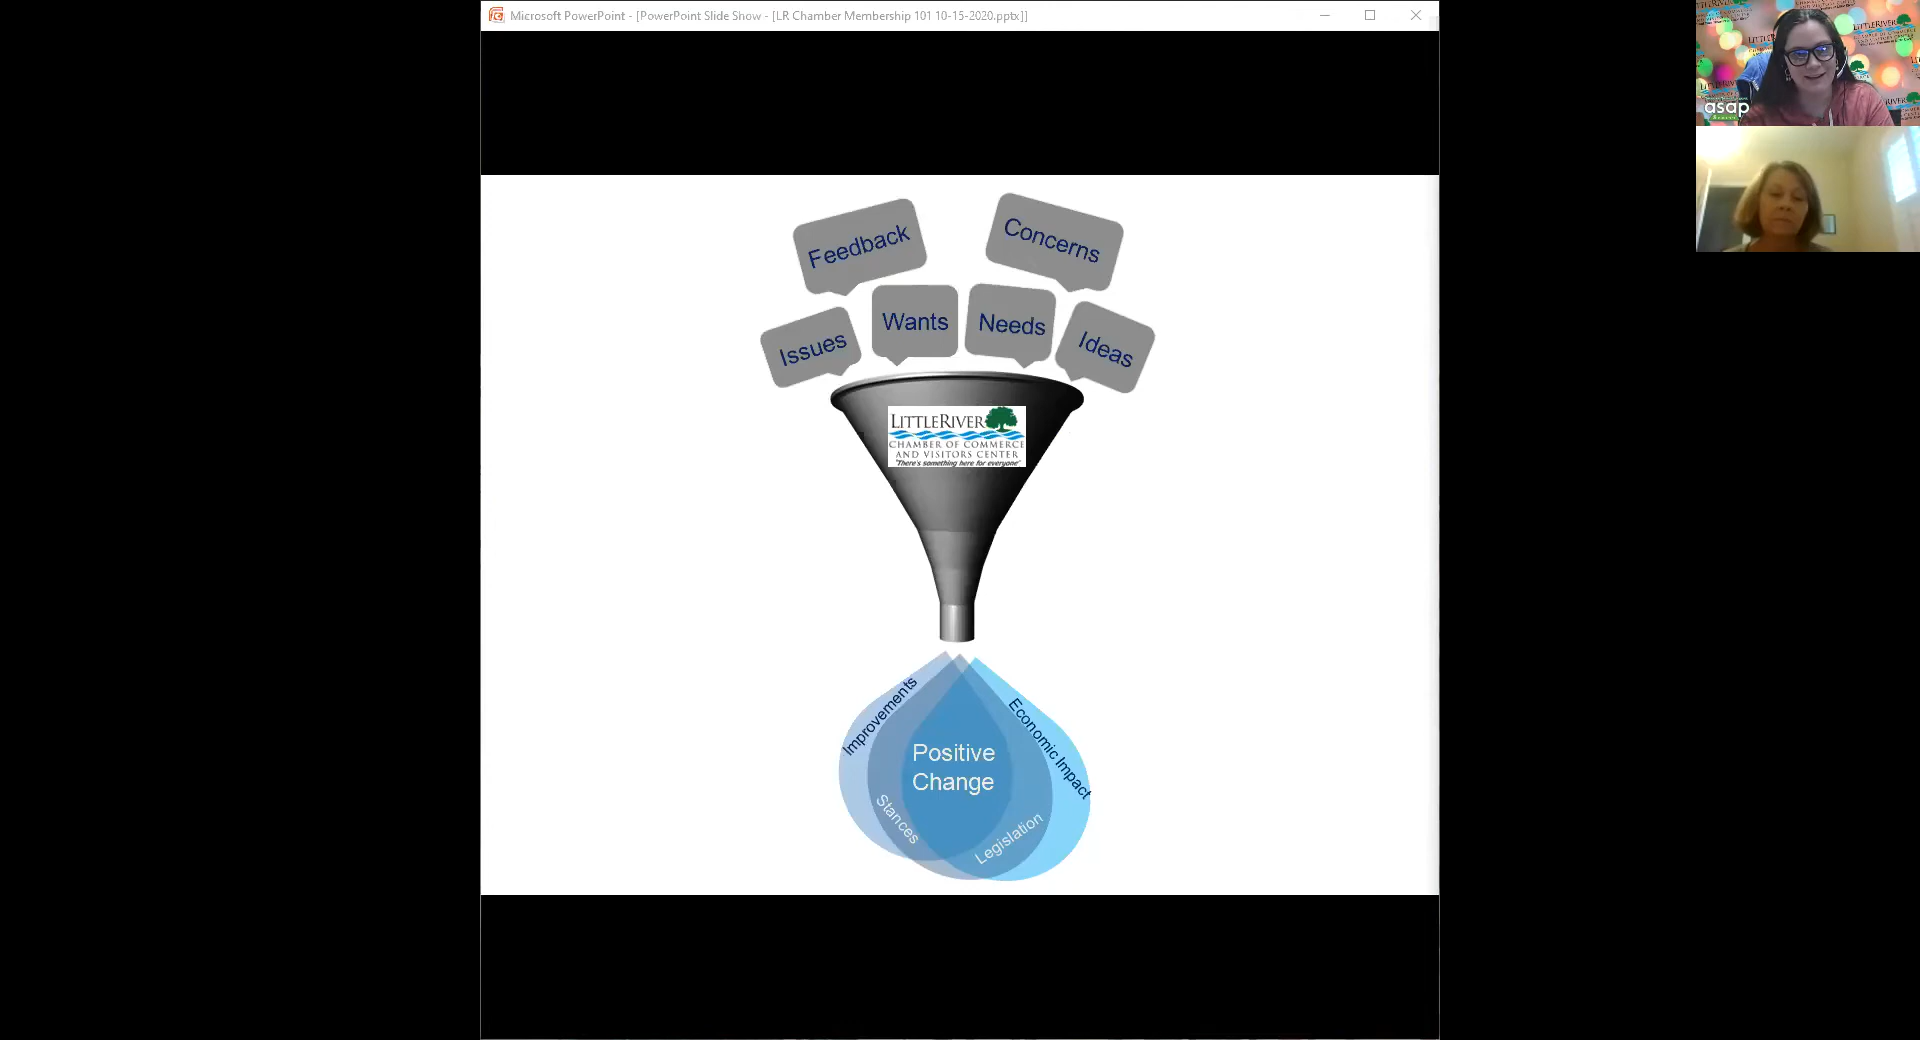 Microsoft PowerPoint - [PowerPoint Slide Show - [LR Chamber Membership 101 10-15-2020.pptx]]
Feedback
Concerns
Issues
Wants
Needs
Ideas
LITTLERIVER
CHAMBER OF COMMERCE
AND VISITORS CENTER
"There's something here for everyone"
Improvements
Economic Impact
Positive
Change
Stances
Legislation
asap